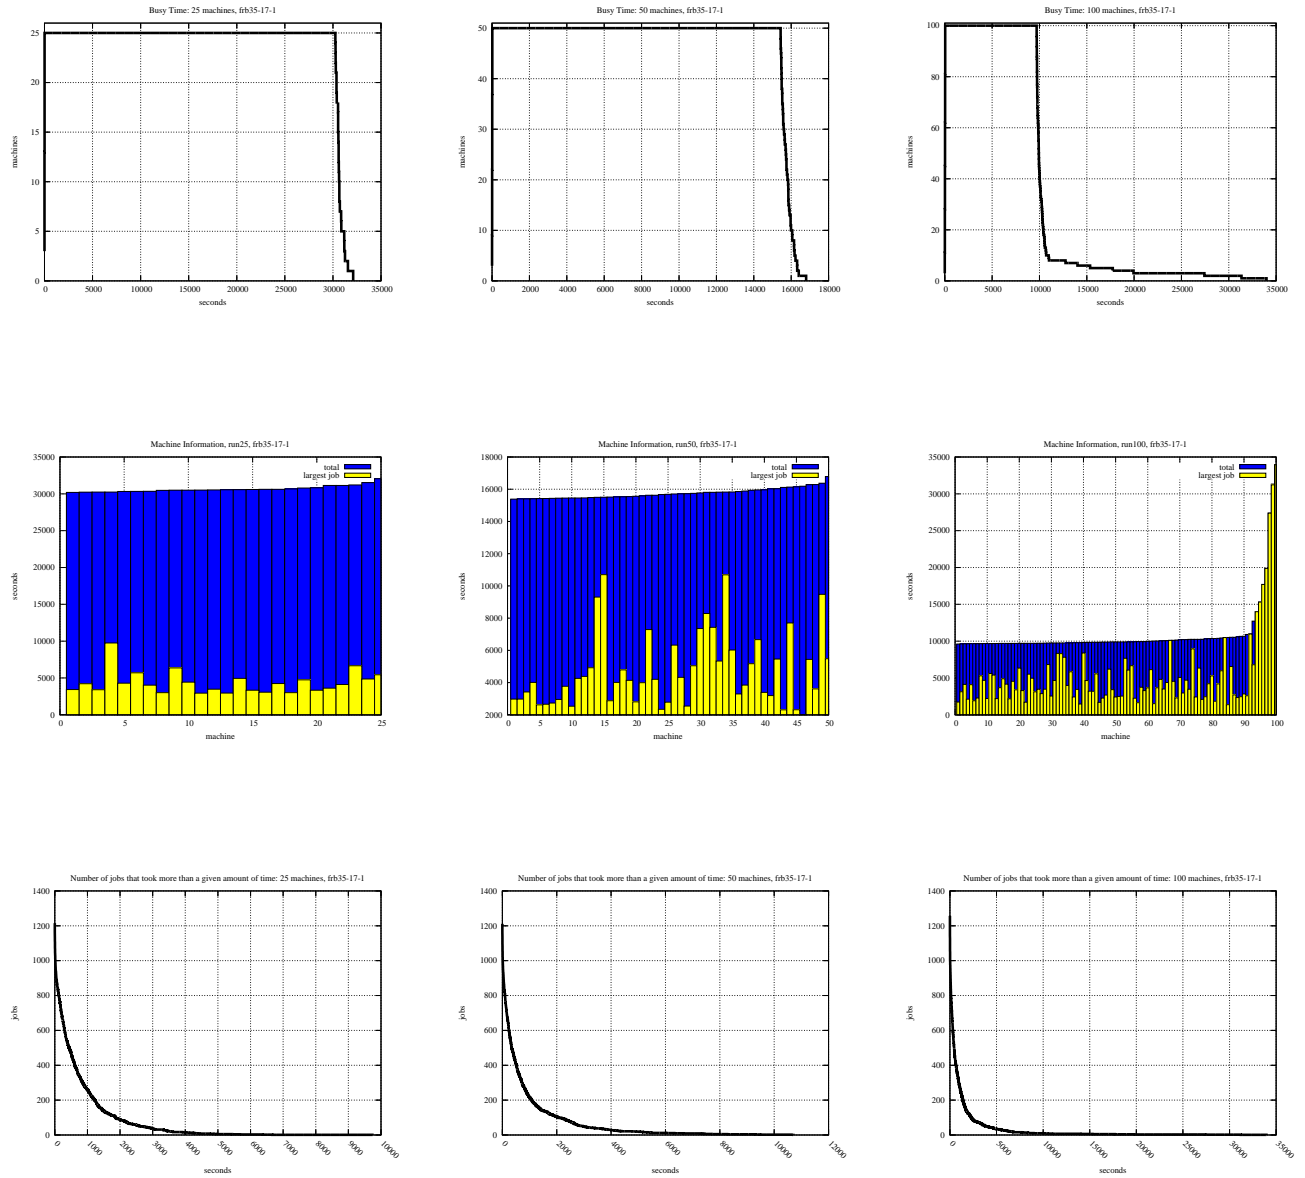 Busy Time: 25 machines, frb35-17-1
25
20
15
10
5
0
machines
0 5000 10000 15000 20000 25000 30000 35000
seconds
Busy Time: 50 machines, frb35-17-1
50
40
30
20
10
0
machines
0 2000 4000 6000 8000 10000 12000 14000 16000 18000
seconds
Busy Time: 100 machines, frb35-17-1
100
80
60
40
20
0
machines
0 5000 10000 15000 20000 25000 30000 35000
seconds
Machine Information, run25, frb35-17-1
35000
30000
25000
20000
15000
10000
5000
0
seconds
total
largest job
0 5 10 15 20 25
machine
Machine Information, run50, frb35-17-1
18000
16000
14000
12000
10000
8000
6000
4000
2000
seconds
total
largest job
0 5 10 15 20 25 30 35 40 45 50
machine
Machine Information, run100, frb35-17-1
35000
30000
25000
20000
15000
10000
5000
0
seconds
total
largest job
0 10 20 30 40 50 60 70 80 90 100
machine
Number of jobs that took more than a given amount of time: 25 machines, frb35-17-1
1400
1200
1000
800
600
400
200
0
jobs
0 1000 2000 3000 4000 5000 6000 7000 8000 9000 10000
seconds
Number of jobs that took more than a given amount of time: 50 machines, frb35-17-1
1400
1200
1000
800
600
400
200
0
jobs
0 2000 4000 6000 8000 10000 12000
seconds
Number of jobs that took more than a given amount of time: 100 machines, frb35-17-1
1400
1200
1000
800
600
400
200
0
jobs
0 5000 10000 15000 20000 25000 30000 35000
seconds